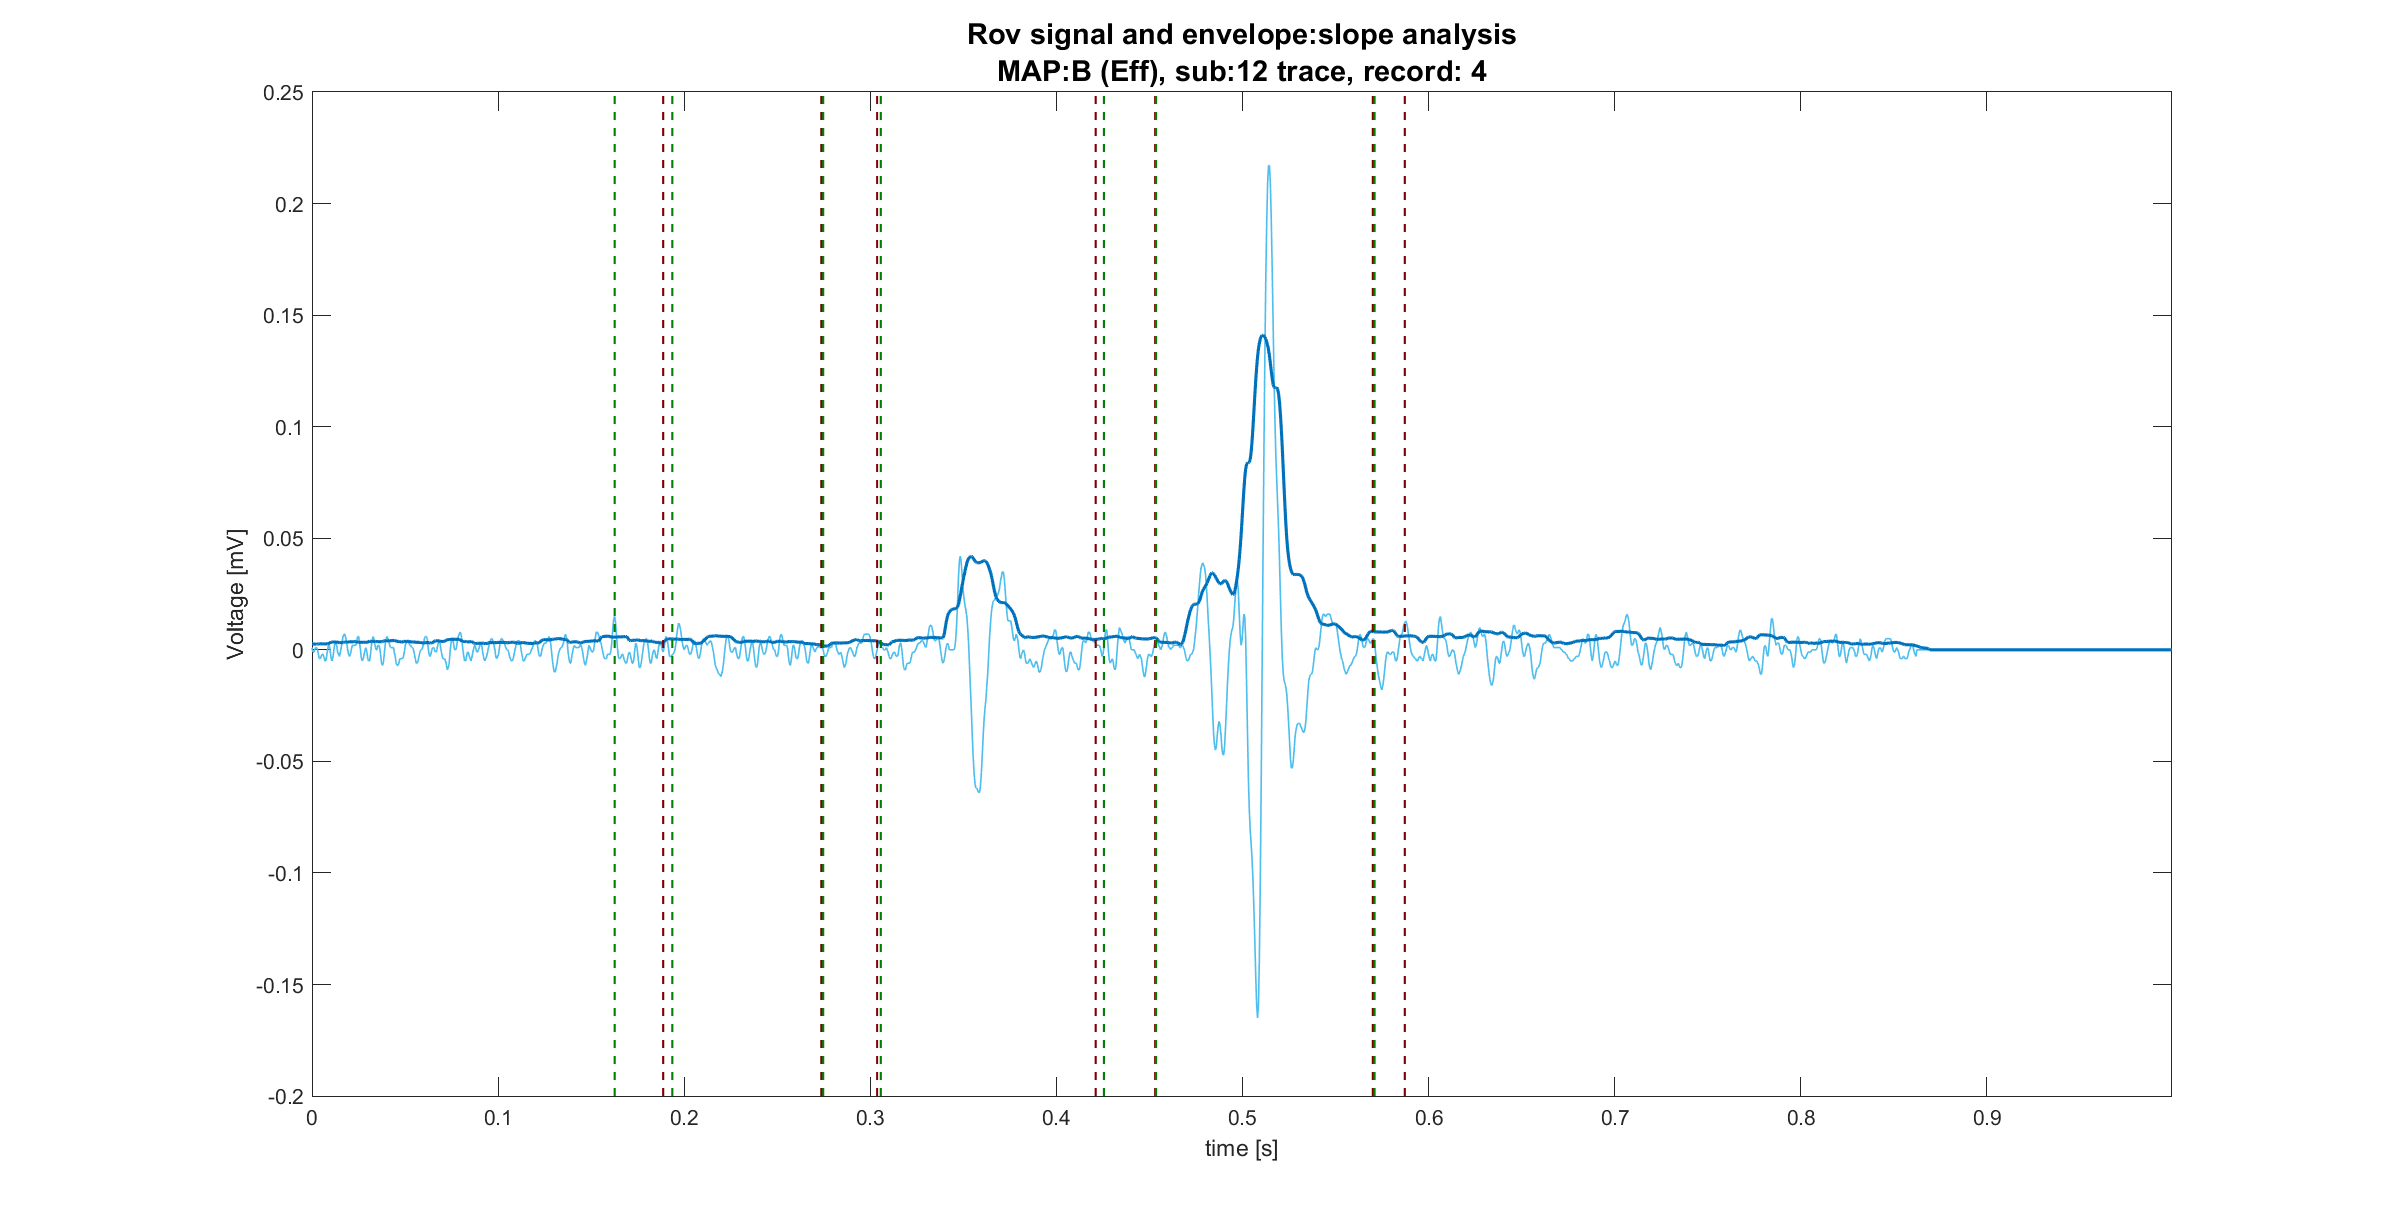 Rov signal and envelope:slope analysis
MAP:B (Eff), sub:12 trace, record: 4
0.25
0.2
0.15
0.1
0.05
0
-0.05
-0.1
-0.15
-0.2
Voltage [mV]
0 0.1 0.2 0.3 0.4 0.5 0.6 0.7 0.8 0.9
time [s]